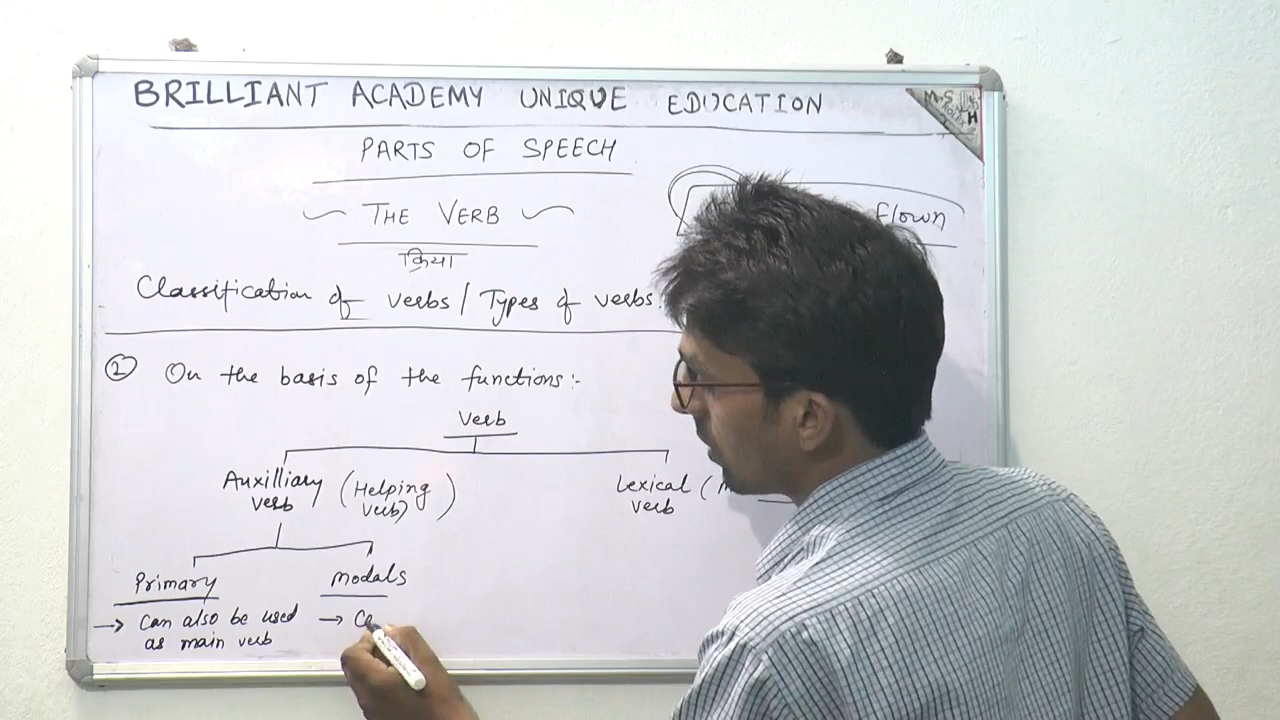 BRILLIANT ACADEMY UNIQUE EDUCATION
PARTS OF SPEECH
THE VERB
flown
क्रिया
Classification of verbs / Types of verbs.
② On the basis of the functions:-
Verb
Auxilliary verb (Helping verb)
Lexical verb (
Primary
Modals
→ Can also be used as main verb
→ Ca